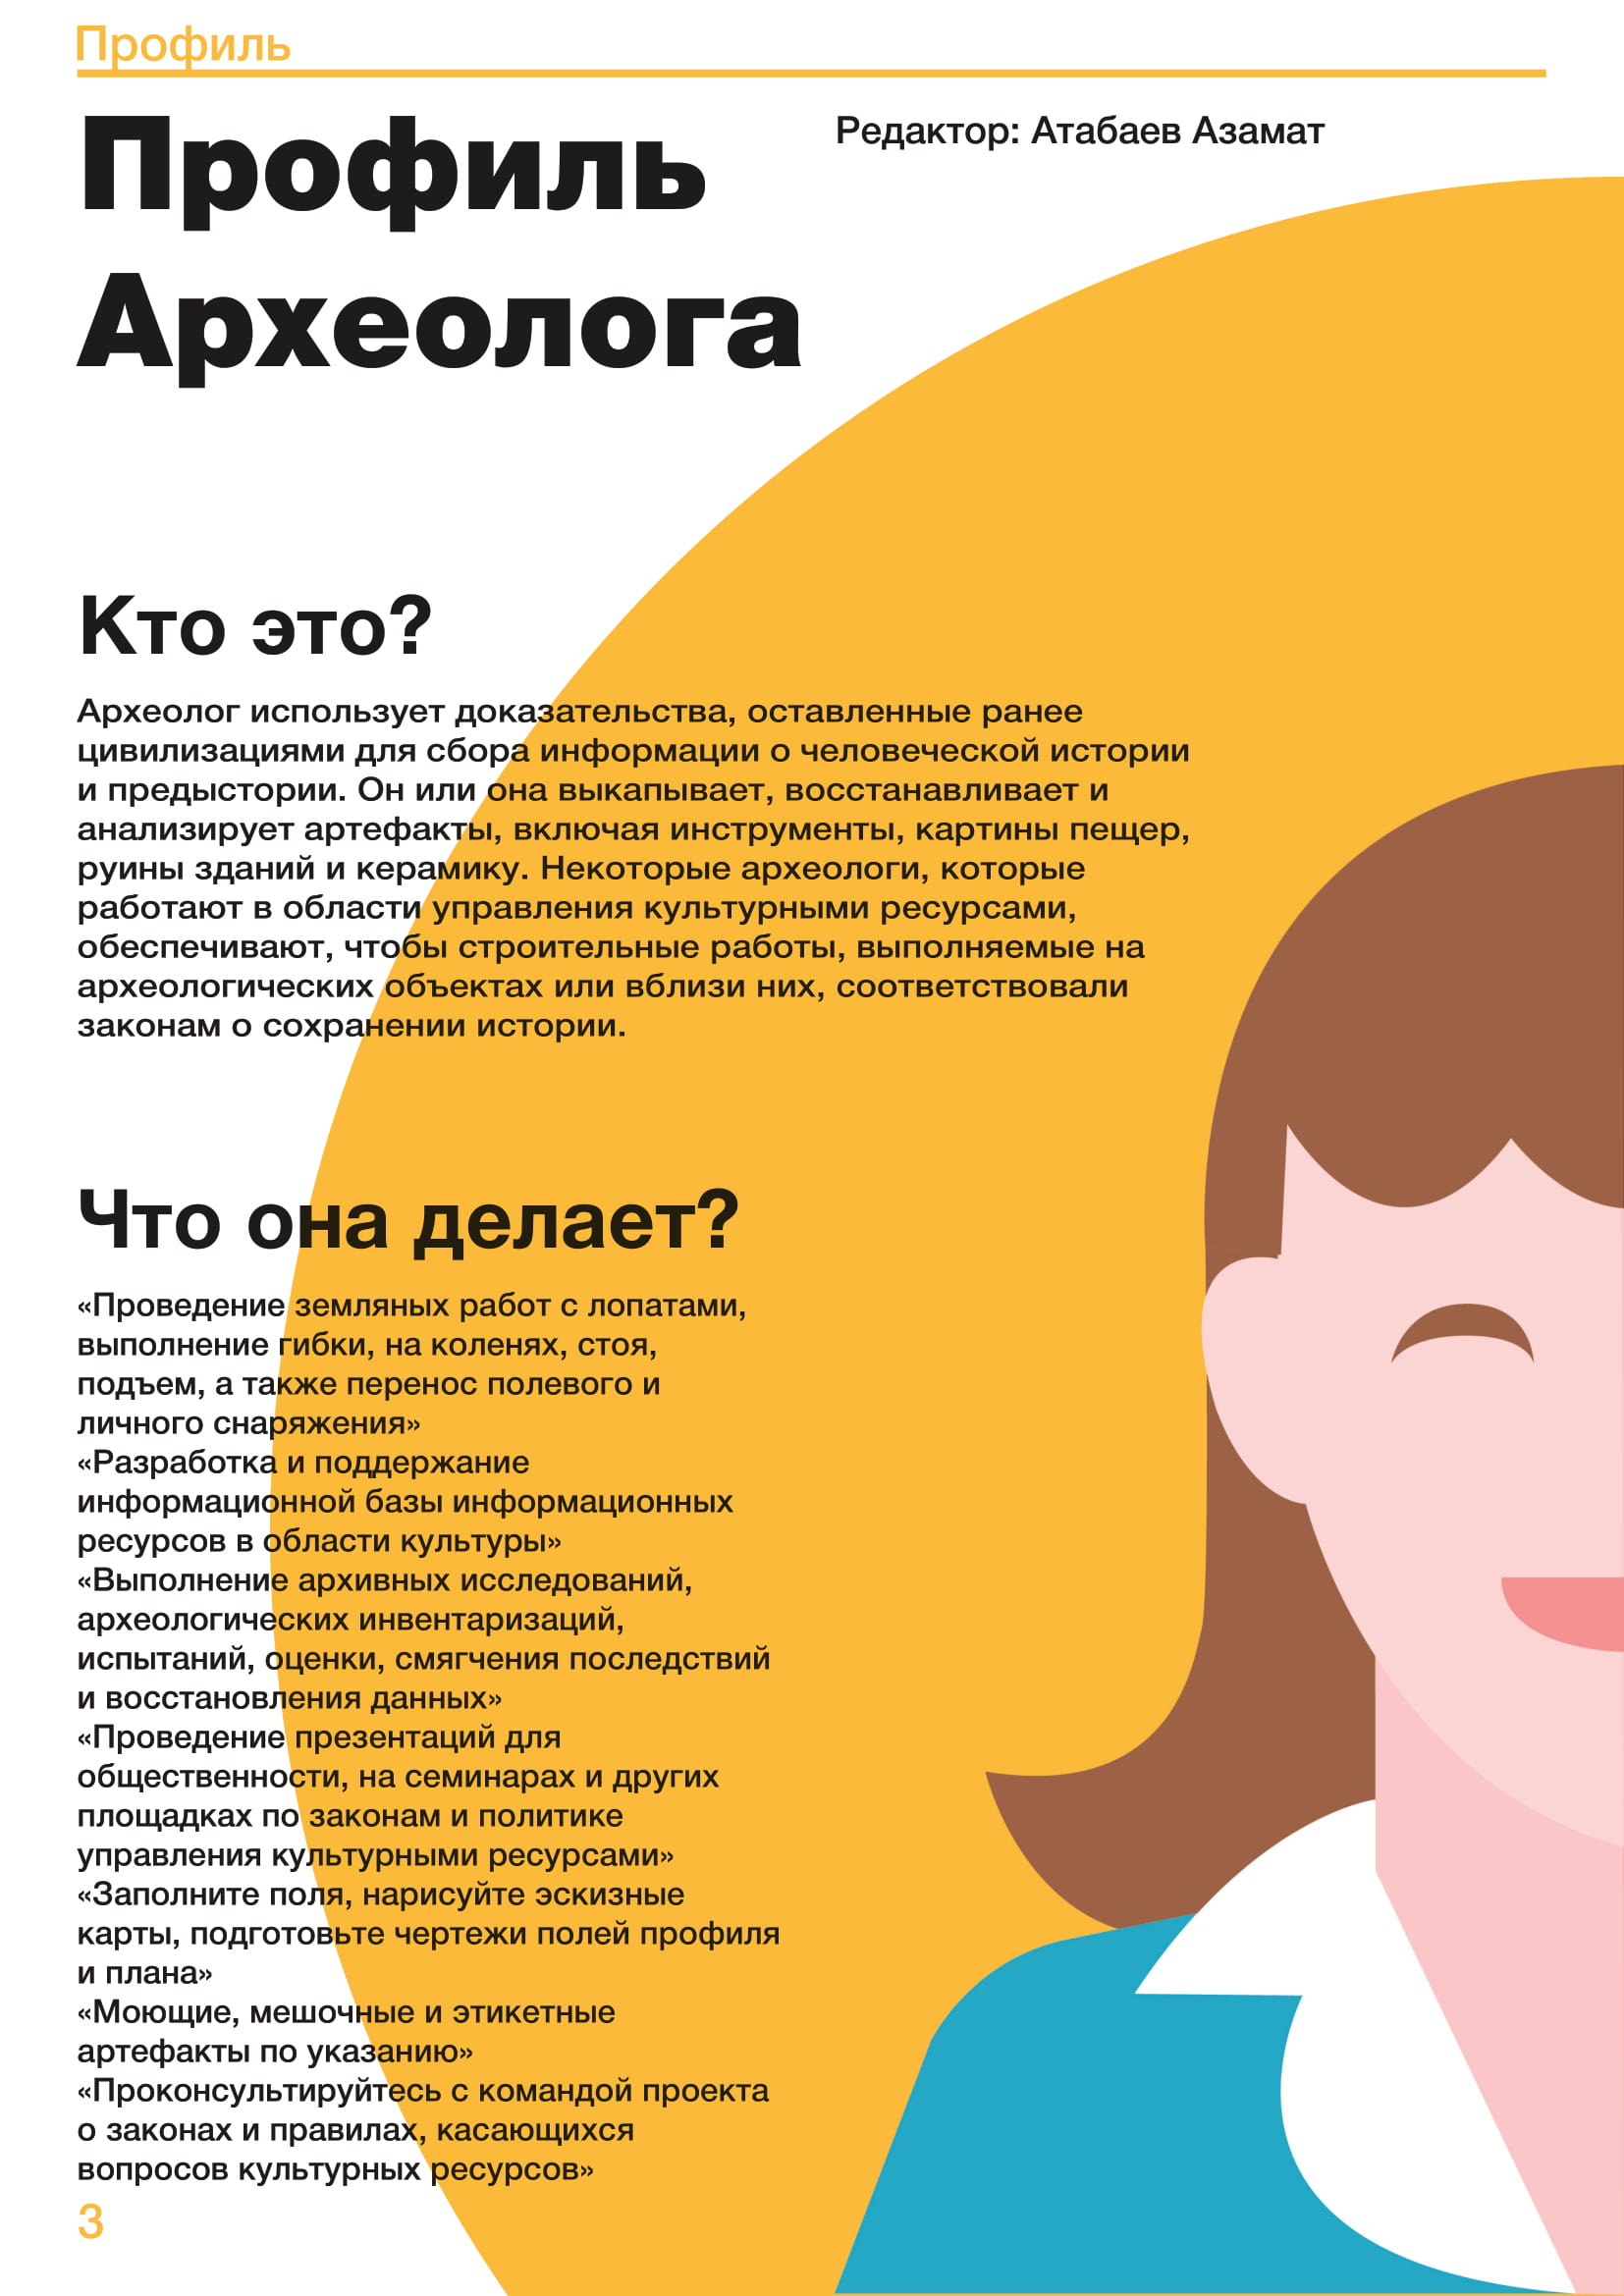 Профиль
Профиль
Археолога
Редактор: Атабаев Азамат
Кто это?
Археолог использует доказательства, оставленные ранее
цивилизациями для сбора информации о человеческой истории
и предыстории. Он или она выкапывает, восстанавливает и
анализирует артефакты, включая инструменты, картины пещер,
руины зданий и керамику. Некоторые археологи, которые
работают в области управления культурными ресурсами,
обеспечивают, чтобы строительные работы, выполняемые на
археологических объектах или вблизи них, соответствовали
законам о сохранении истории.
Что она делает?
«Проведение земляных работ с лопатами,
выполнение гибки, на коленях, стоя,
подъем, а также перенос полевого и
личного снаряжения»
«Разработка и поддержание
информационной базы информационных
ресурсов в области культуры»
«Выполнение архивных исследований,
археологических инвентаризаций,
испытаний, оценки, смягчения последствий
и восстановления данных»
«Проведение презентаций для
общественности, на семинарах и других
площадках по законам и политике
управления культурными ресурсами»
«Заполните поля, нарисуйте эскизные
карты, подготовьте чертежи полей профиля
и плана»
«Моющие, мешочные и этикетные
артефакты по указанию»
«Проконсультируйтесь с командой проекта
о законах и правилах, касающихся
вопросов культурных ресурсов»
3